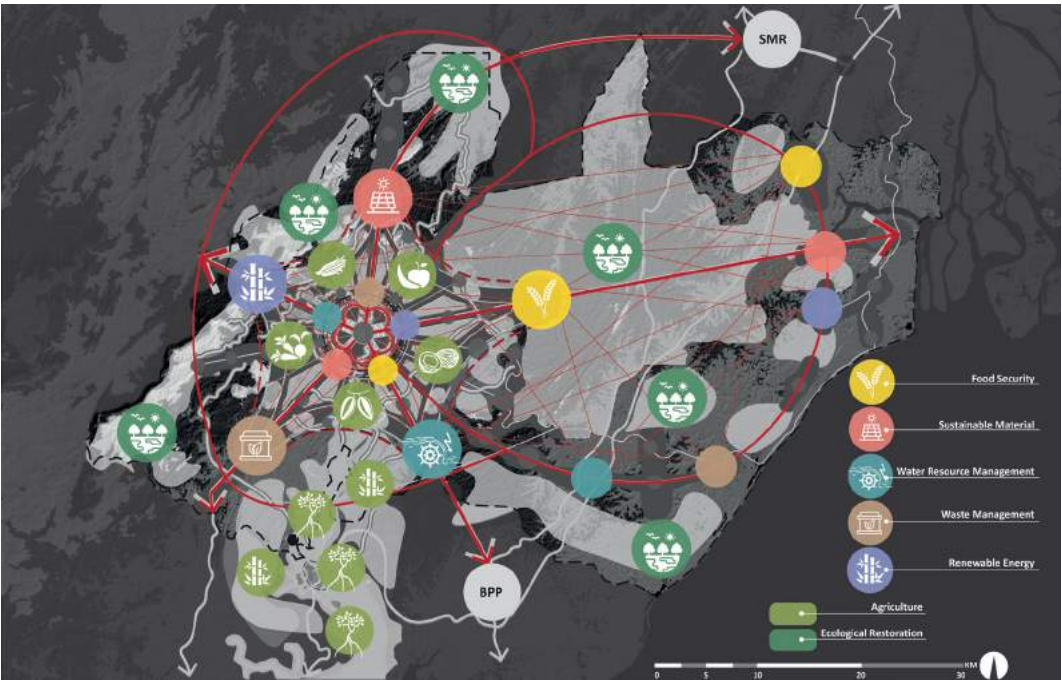 SMR
Food Security
Sustainable Material
Water Resource Management
Waste Management
Renewable Energy
BPP
Agriculture
Ecological Restoration
KM
0 5 10 20 30